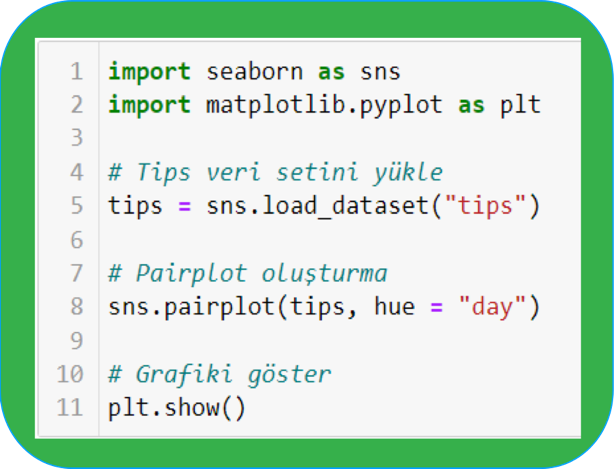 1 import seaborn as sns
2 import matplotlib.pyplot as plt
3
4 # Tips veri setini yükle
5 tips = sns.load_dataset("tips")
6
7 # Pairplot oluşturma
8 sns.pairplot(tips, hue = "day")
9
10 # Grafiki göster
11 plt.show()